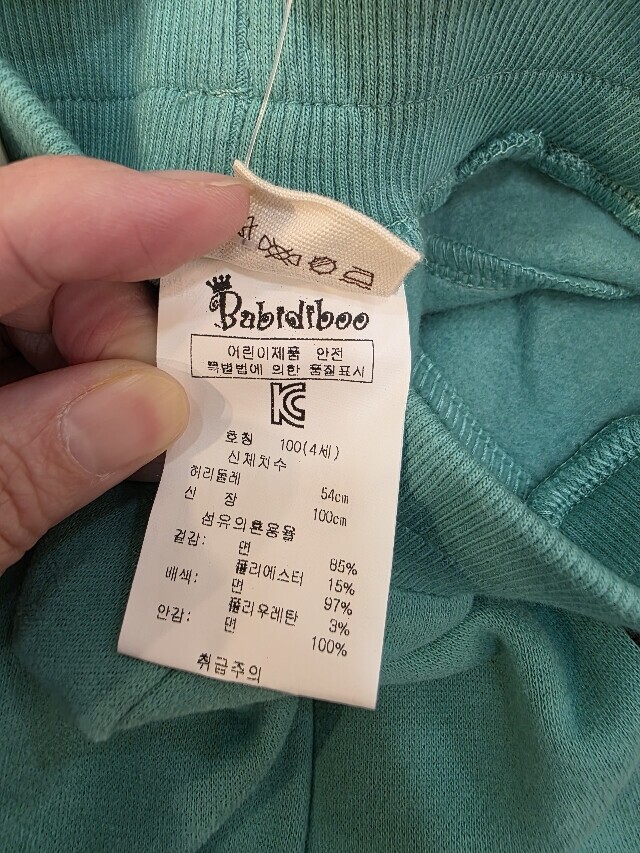 Babidiboo
어린이제품 안전
특별법에 의한 품질표시
KC
호칭 100(4세)
신체치수
허리둘레 54cm
신 장 100cm
섬유의혼용율
겉감: 면 85%
폴리에스터 15%
배색: 면 97%
폴리우레탄 3%
안감: 면 100%
취급주의